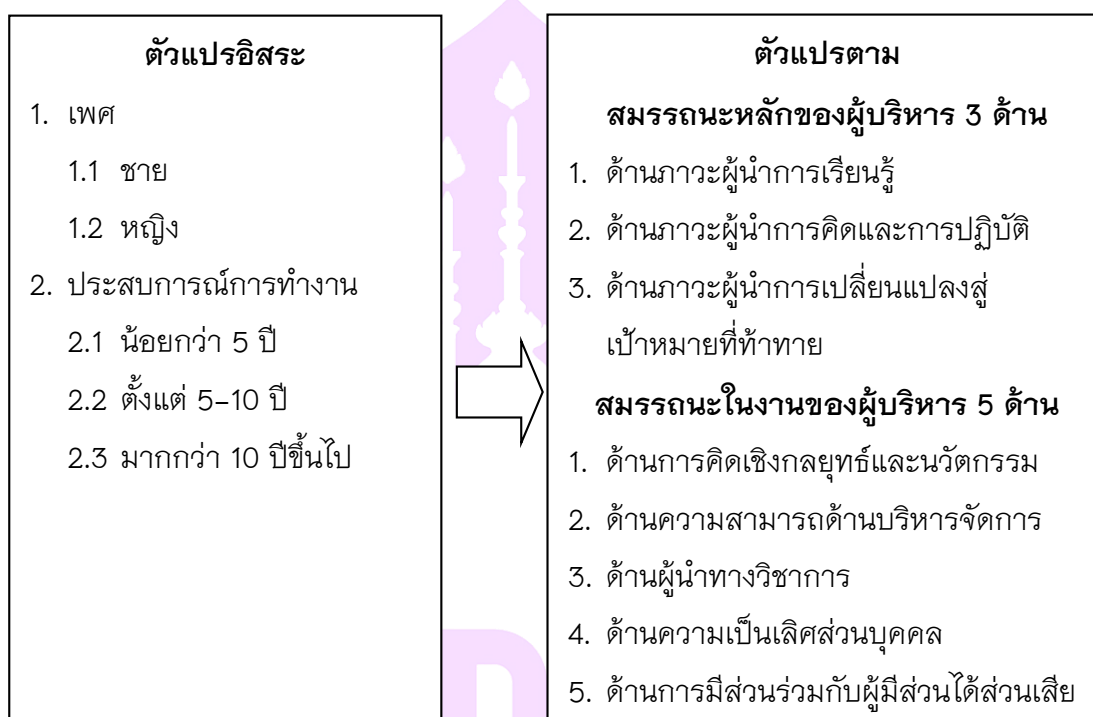 ตัวแปรอิสระ
1. เพศ
1.1 ชาย
1.2 หญิง
2. ประสบการณ์การทำงาน
2.1 น้อยกว่า 5 ปี
2.2 ตั้งแต่ 5–10 ปี
2.3 มากกว่า 10 ปีขึ้นไป
ตัวแปรตาม
สมรรถนะหลักของผู้บริหาร 3 ด้าน
1. ด้านภาวะผู้นำการเรียนรู้
2. ด้านภาวะผู้นำการคิดและการปฏิบัติ
3. ด้านภาวะผู้นำการเปลี่ยนแปลงสู่
เป้าหมายที่ท้าทาย
สมรรถนะในงานของผู้บริหาร 5 ด้าน
1. ด้านการคิดเชิงกลยุทธ์และนวัตกรรม
2. ด้านความสามารถด้านบริหารจัดการ
3. ด้านผู้นำทางวิชาการ
4. ด้านความเป็นเลิศส่วนบุคคล
5. ด้านการมีส่วนร่วมกับผู้มีส่วนได้ส่วนเสีย